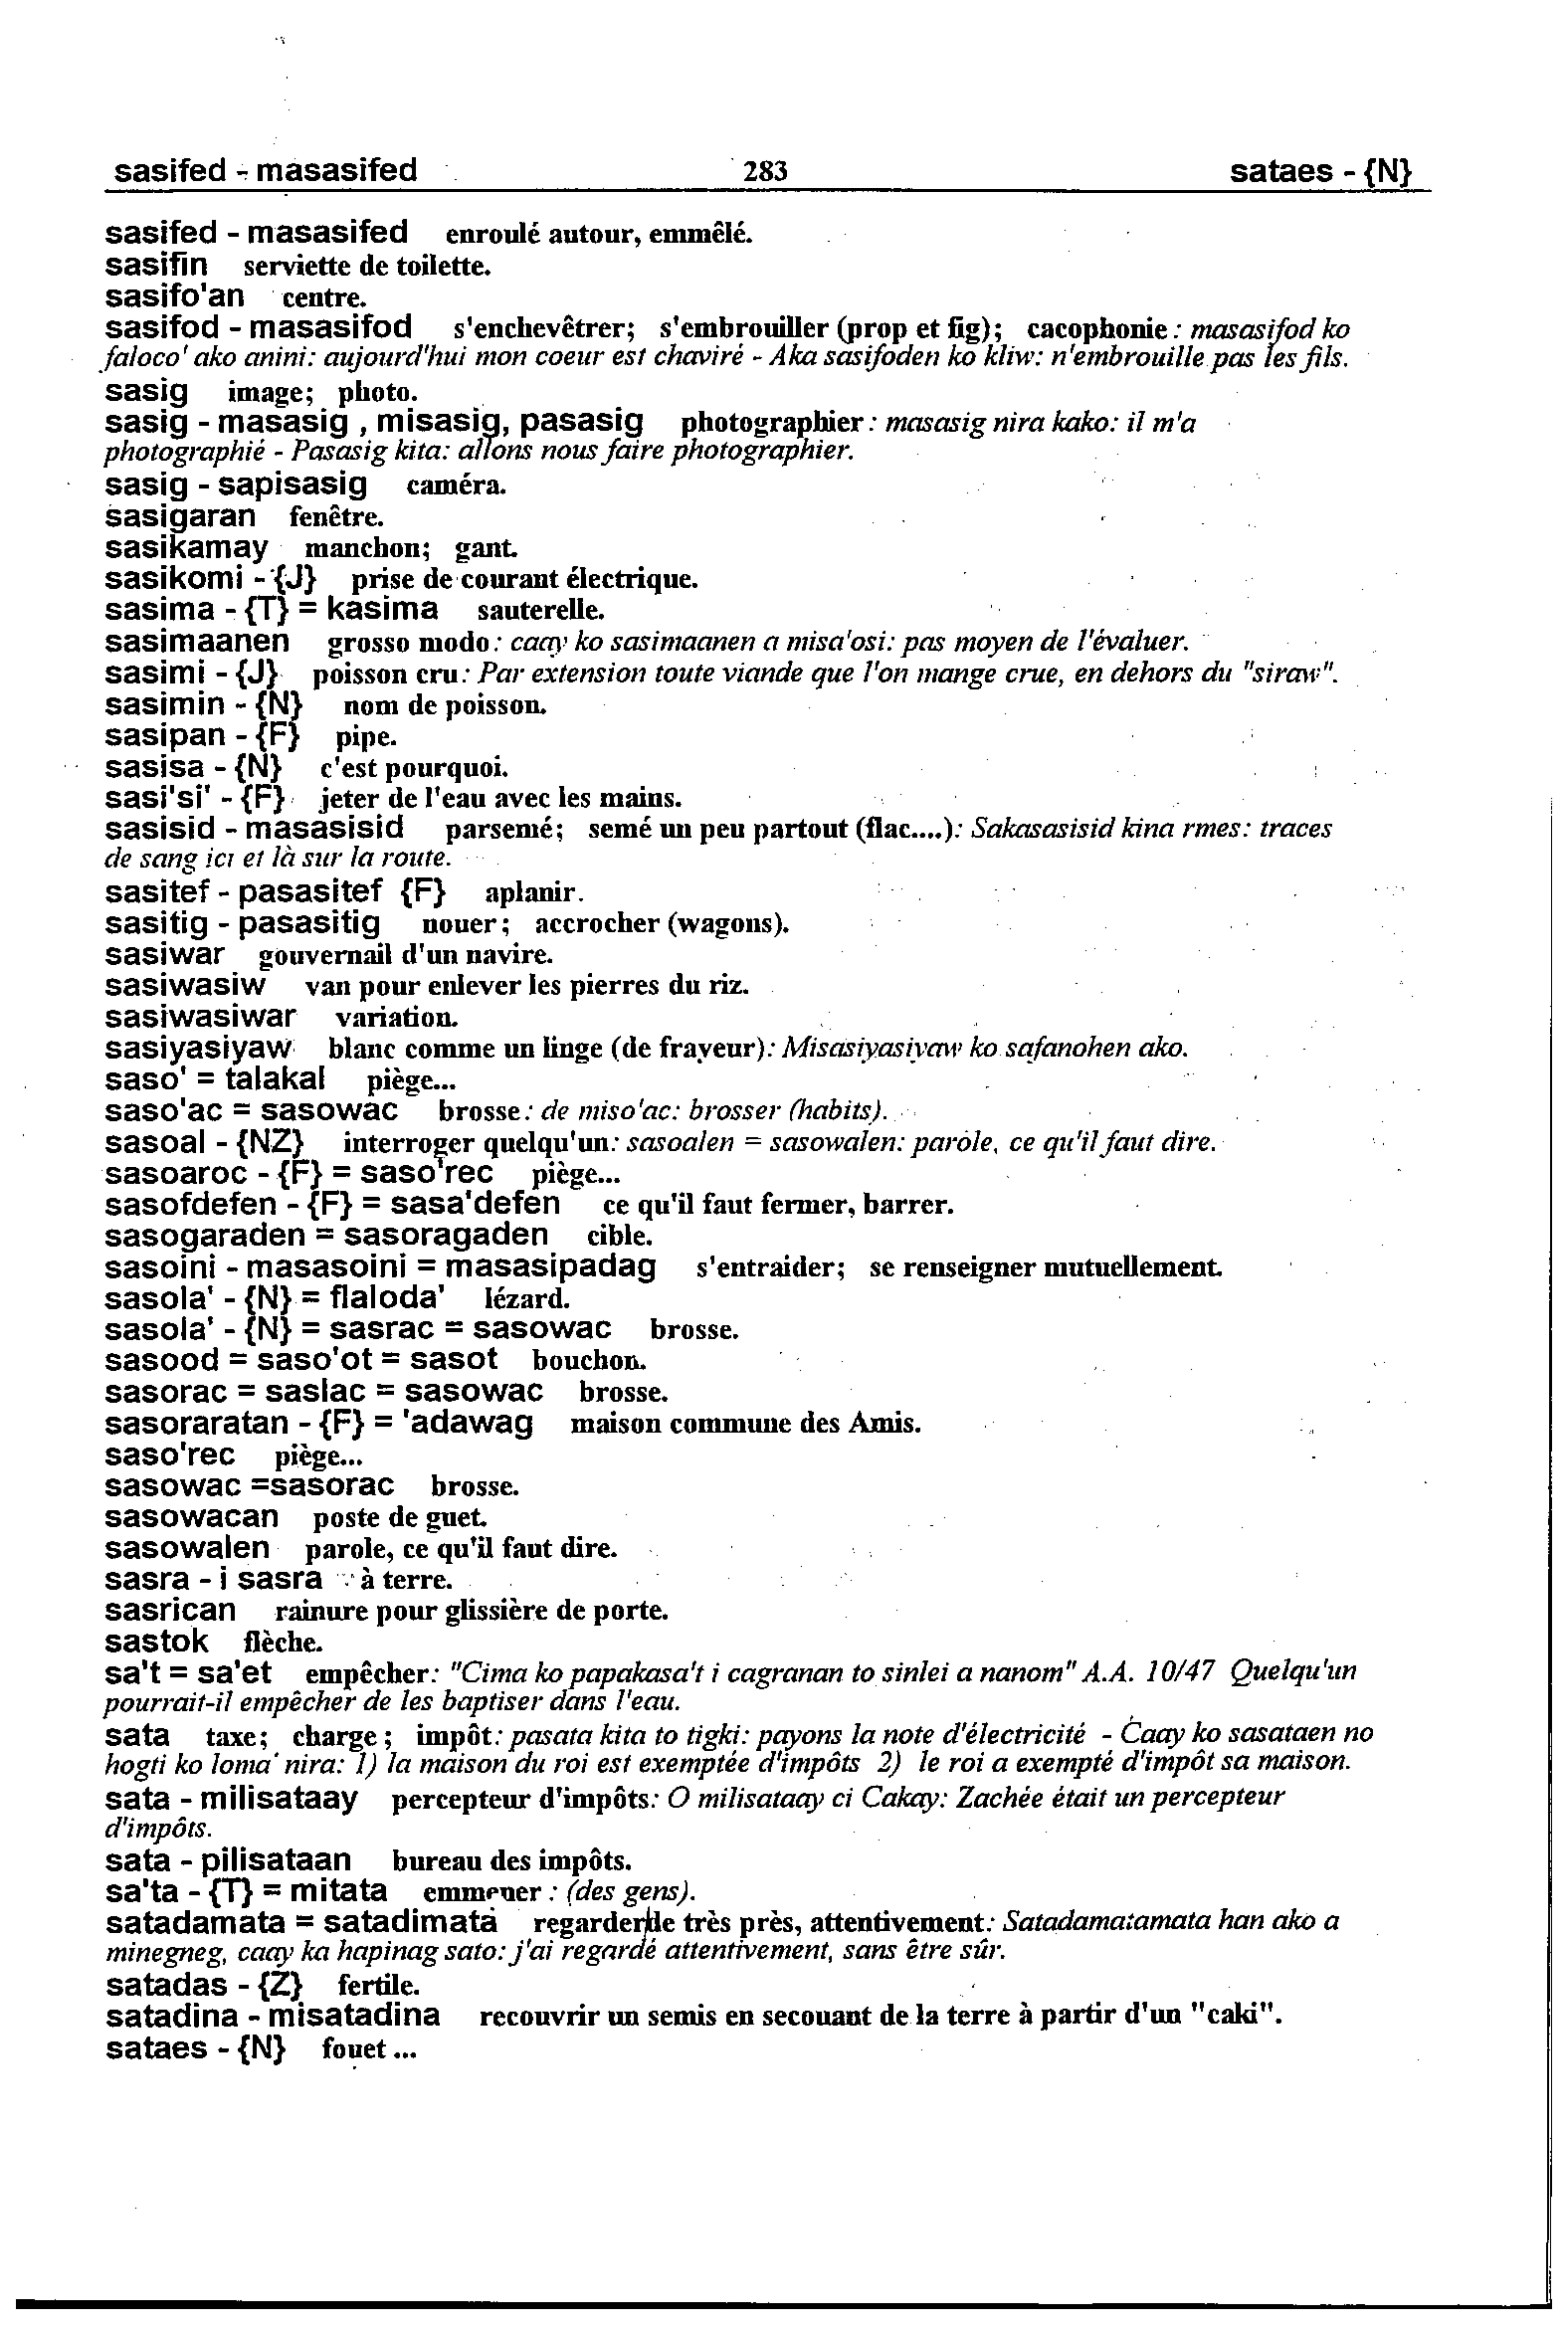 sasifed - masasifed 283 sataes - {N}
sasifed - masasifed enroulé autour, emmêlé.
sasifin serviette de toilette.
sasifo'an centre.
sasifod - masasifod s'enchevêtrer; s'embrouiller (prop et fig); cacophonie : masasifod ko
faloco' ako anini: aujourd'hui mon coeur est chaviré - Aka sasifoden ko kliw: n'embrouille pas les fils.
sasig image; photo.
sasig - masasig , misasig, pasasig photographier : masasig nira kako: il m'a
photographié - Pasasig kita: allons nous faire photographier.
sasig - sapisasig caméra.
sasigaran fenêtre.
sasikamay manchon; gant.
sasikomi - {J} prise de courant électrique.
sasima - {T} = kasima sauterelle.
sasimaanen grosso modo: caay ko sasimaanen a misa'osi: pas moyen de l'évaluer.
sasimi - {J} poisson cru: Par extension toute viande que l'on mange crue, en dehors du "siraw".
sasimin - {N} nom de poisson.
sasipan - {F} pipe.
sasisa - {N} c'est pourquoi.
sasi'si' - {F} jeter de l'eau avec les mains.
sasisid - masasisid parsemé; semé un peu partout (flac....): Sakasasisid kina rmes: traces
de sang ici et là sur la route.
sasitef - pasasitef {F} aplanir.
sasitig - pasasitig nouer ; accrocher (wagons).
sasiwar gouvernail d'un navire.
sasiwasiw van pour enlever les pierres du riz.
sasiwasiwar variation.
sasiyasiyaw blanc comme un linge (de frayeur): Misasiyasiyaw ko safanohen ako.
saso' = talakal piège...
saso'ac = sasowac brosse: de miso'ac: brosser (habits).
sasoal - {NZ} interroger quelqu'un: sasoalen = sasowalen: parole, ce qu'il faut dire.
sasoaroc - {F} = saso'rec piège...
sasofdefen - {F} = sasa'defen ce qu'il faut fermer, barrer.
sasogaraden = sasoragaden cible.
sasoini - masasoini = masasipadag s'entraider; se renseigner mutuellement.
sasola' - {N} = flaloda' lézard.
sasola' - {N} = sasrac = sasowac brosse.
sasood = saso'ot = sasot bouchon.
sasorac = saslac = sasowac brosse.
sasoraratan - {F} = 'adawag maison commune des Amis.
saso'rec piège...
sasowac =sasorac brosse.
sasowacan poste de guet.
sasowalen parole, ce qu'il faut dire.
sasra - i sasra à terre.
sasrican rainure pour glissière de porte.
sastok flèche.
sa't = sa'et empêcher: "Cima ko papakasa't i cagranan to sinlei a nanom" A.A. 10/47 Quelqu'un
pourrait-il empêcher de les baptiser dans l'eau.
sata taxe; charge ; impôt: pasata kita to tigki: payons la note d'électricité - Caay ko sasataen no
hogti ko loma' nira: 1) la maison du roi est exemptée d'impôts 2) le roi a exempté d'impôt sa maison.
sata - milisataay percepteur d'impôts: O milisataay ci Cakay: Zachée était un percepteur
d'impôts.
sata - pilisataan bureau des impôts.
sa'ta - {T} = mitata emmener : (des gens).
satadamata = satadimata regarder de très près, attentivement: Satadamatamata han ako a
minegneg, caay ka hapinag sato: j'ai regardé attentivement, sans être sûr.
satadas - {Z} fertile.
satadina - misatadina recouvrir un semis en secouant de la terre à partir d'un "caki".
sataes - {N} fouet ...